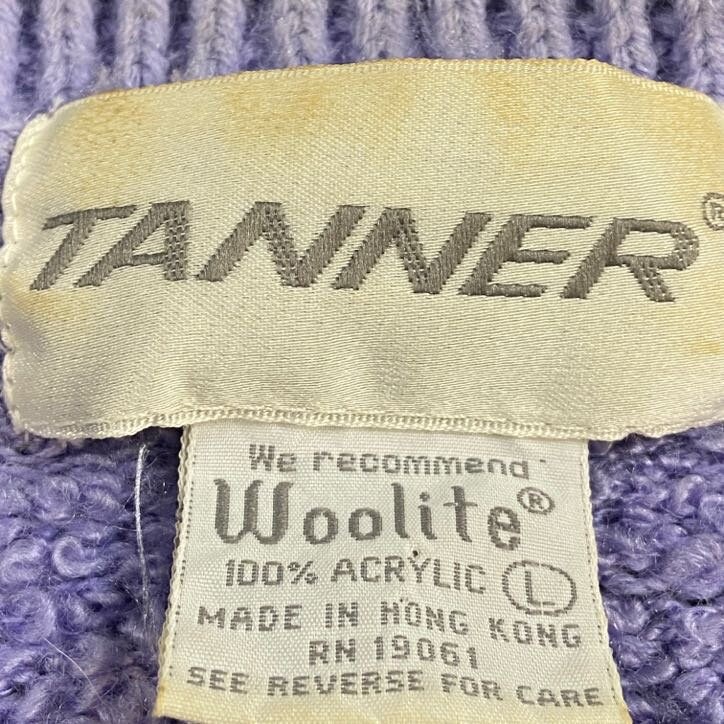 TANNER®
We recommend
Woolite®
100% ACRYLIC L
MADE IN HONG KONG
RN 19061
SEE REVERSE FOR CARE